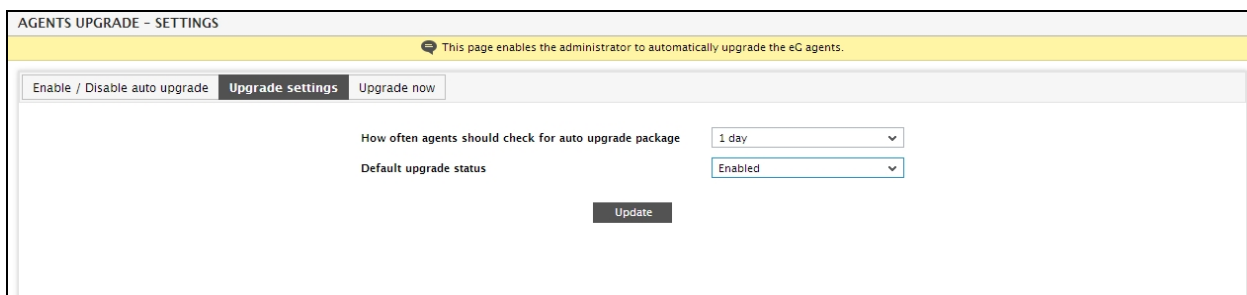 AGENTS UPGRADE – SETTINGS
This page enables the administrator to automatically upgrade the eG agents.
Enable / Disable auto upgrade Upgrade settings Upgrade now
How often agents should check for auto upgrade package 1 day
Default upgrade status Enabled
Update